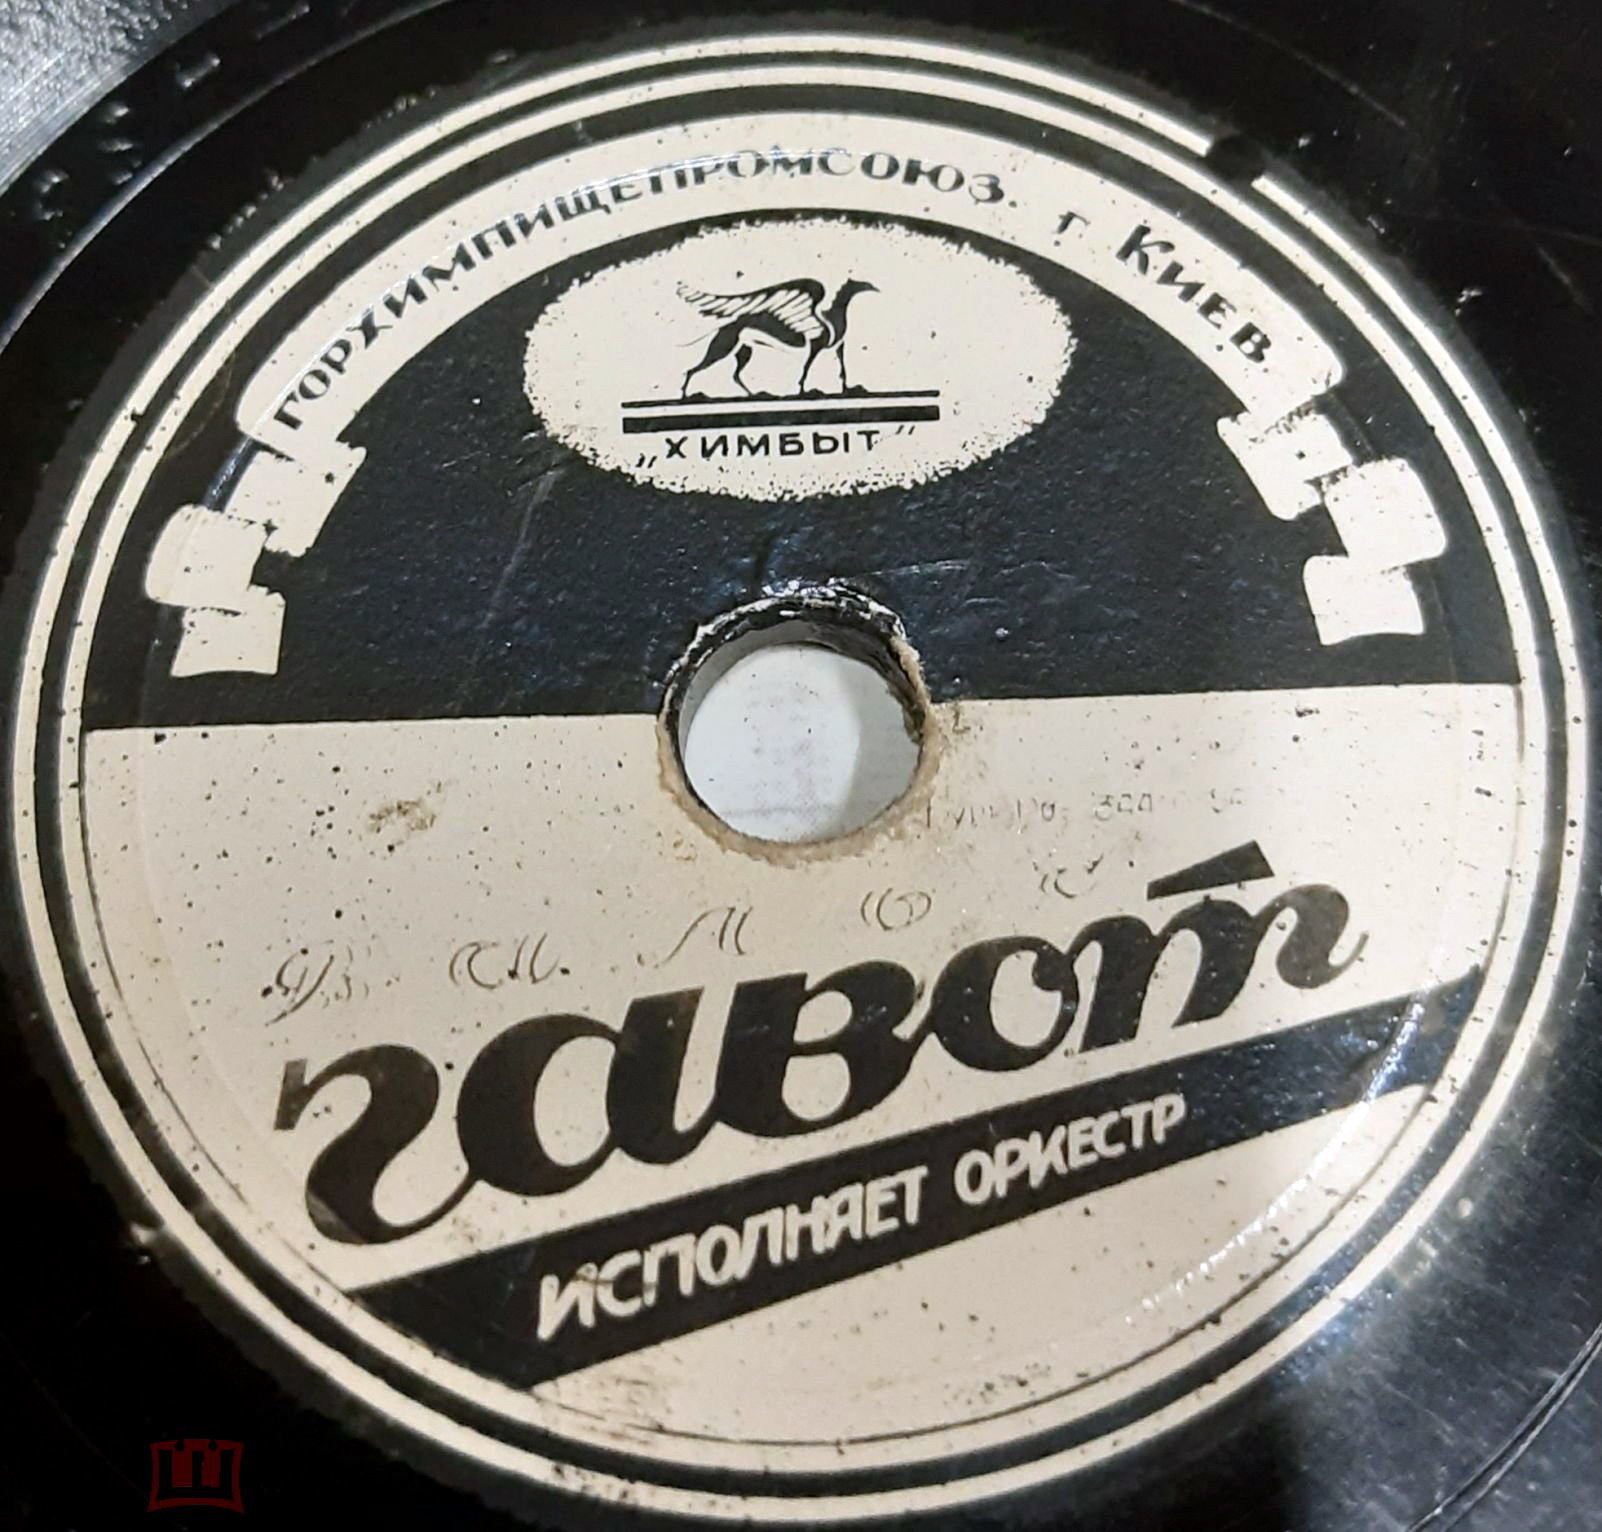 ГОРХИМПИЩЕПРОМСОЮЗ. г КИЕВ
„ХИМБЫТ"
гавот
ИСПОЛНЯЕТ ОРКЕСТР